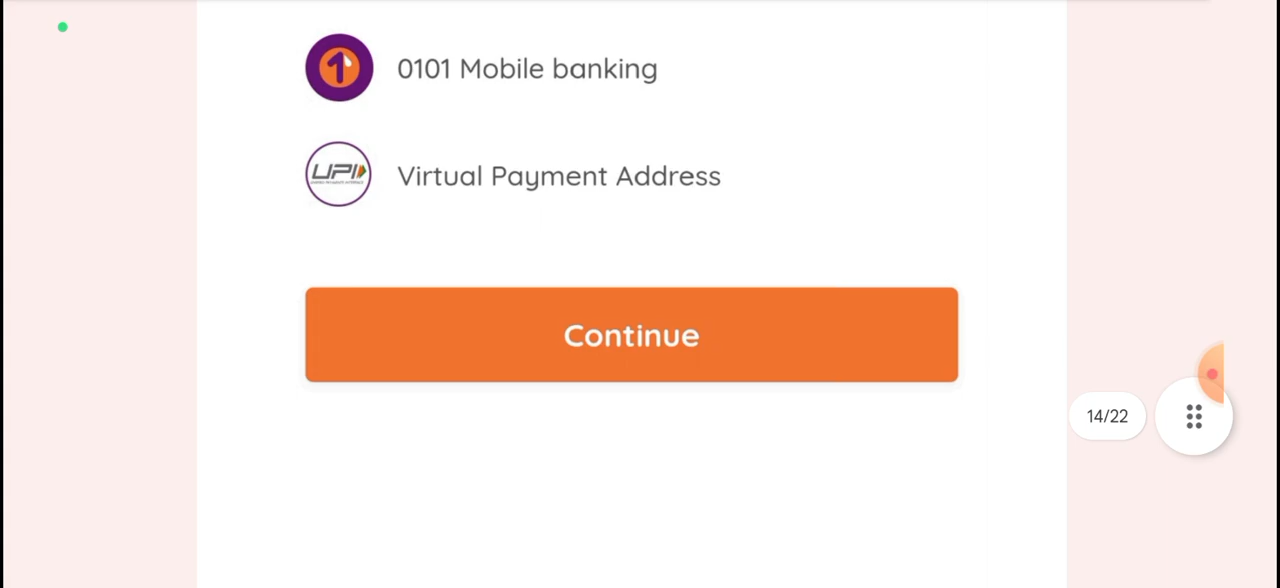 0101 Mobile banking
UPI
Virtual Payment Address
Continue
14/22